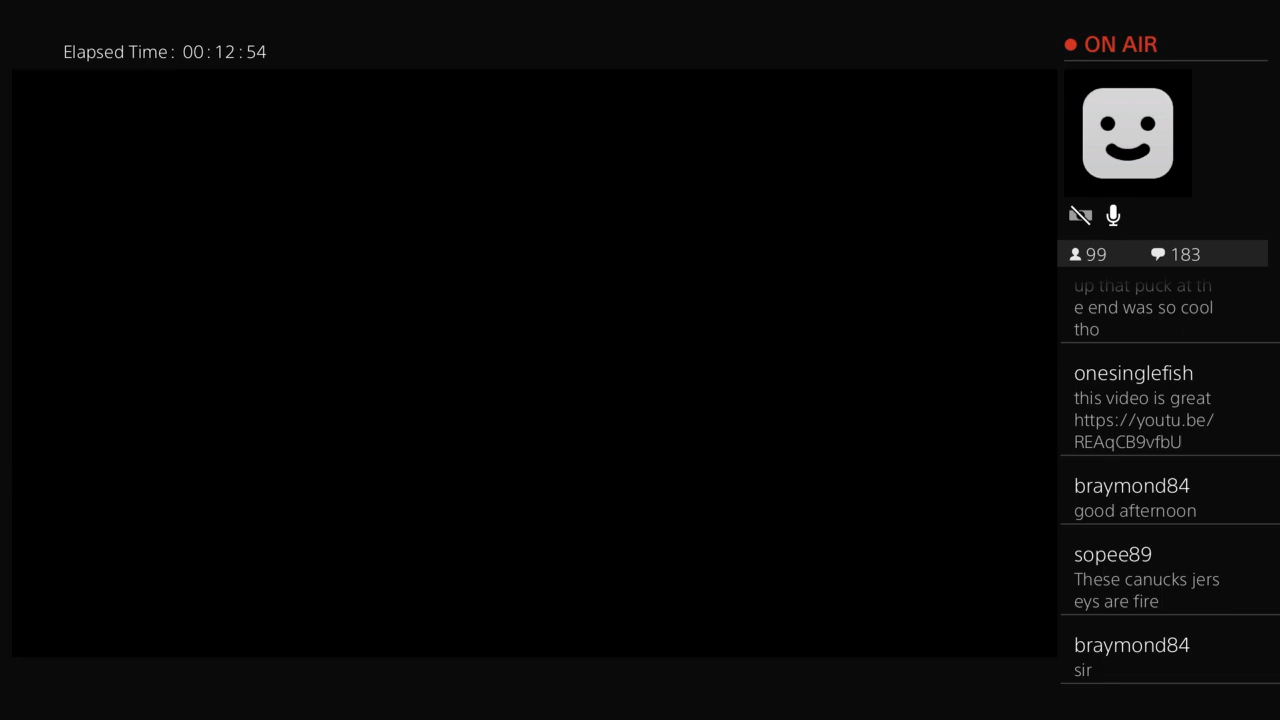 Elapsed Time: 00:12:54
ON AIR
99 183
up that puck at th
e end was so cool
tho
onesinglefish
this video is great
https://youtu.be/
REAqCB9vfbU
braymond84
good afternoon
sopee89
These canucks jers
eys are fire
braymond84
sir